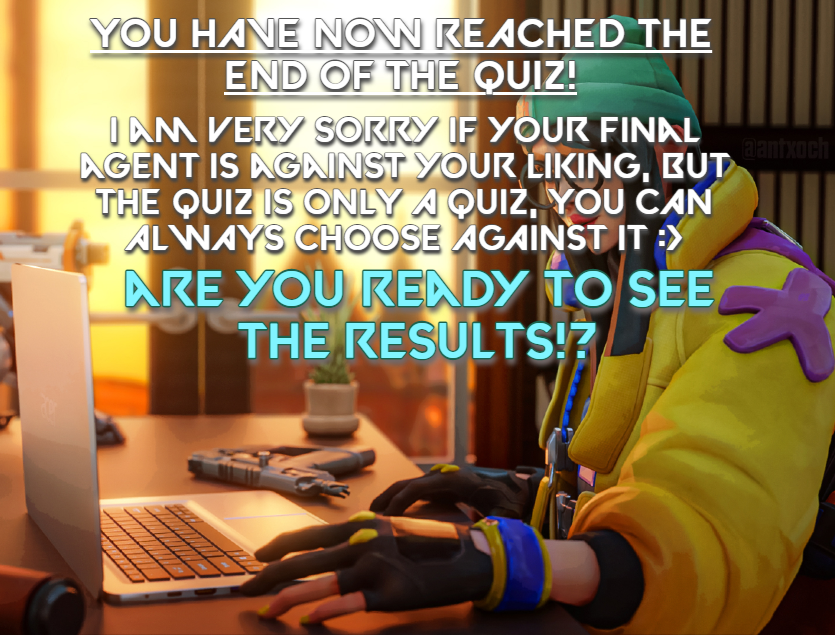 YOU HAVE NOW REACHED THE
END OF THE QUIZ!
I AM VERY SORRY IF YOUR FINAL
AGENT IS AGAINST YOUR LIKING, BUT
THE QUIZ IS ONLY A QUIZ, YOU CAN
ALWAYS CHOOSE AGAINST IT :>
ARE YOU READY TO SEE
THE RESULTS!?
@antxoch